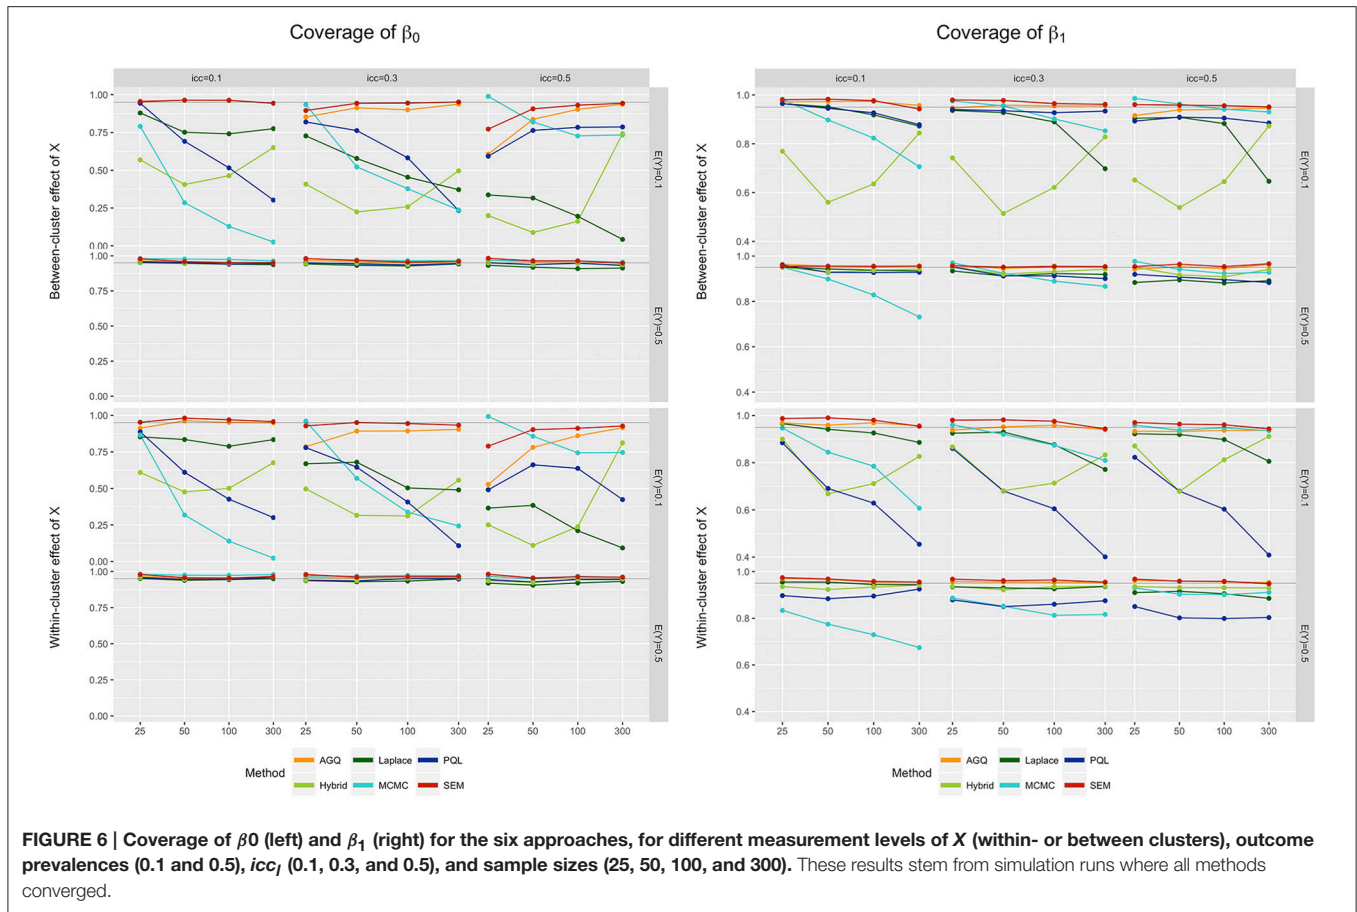 Coverage of β0
Coverage of β1
icc=0.1 icc=0.3 icc=0.5
icc=0.1 icc=0.3 icc=0.5
Between-cluster effect of X
1.00
0.75
0.50
0.25
0.00
E(Y)=0.1
1.00
0.75
0.50
0.25
0.00
E(Y)=0.5
Within-cluster effect of X
1.00
0.75
0.50
0.25
0.00
E(Y)=0.1
1.00
0.75
0.50
0.25
0.00
E(Y)=0.5
25 50 100 300 25 50 100 300 25 50 100 300
Between-cluster effect of X
1.0
0.8
0.6
0.4
E(Y)=0.1
Between-cluster effect of X
1.0
0.8
0.6
0.4
E(Y)=0.5
Within-cluster effect of X
1.0
0.8
0.6
0.4
E(Y)=0.1
Within-cluster effect of X
1.0
0.8
0.6
0.4
E(Y)=0.5
25 50 100 300 25 50 100 300 25 50 100 300
Method
AGQ Laplace PQL
Hybrid MCMC SEM
Method
AGQ Laplace PQL
Hybrid MCMC SEM
FIGURE 6 | Coverage of β0 (left) and β1 (right) for the six approaches, for different measurement levels of X (within- or between clusters), outcome
prevalences (0.1 and 0.5), iccl (0.1, 0.3, and 0.5), and sample sizes (25, 50, 100, and 300). These results stem from simulation runs where all methods
converged.